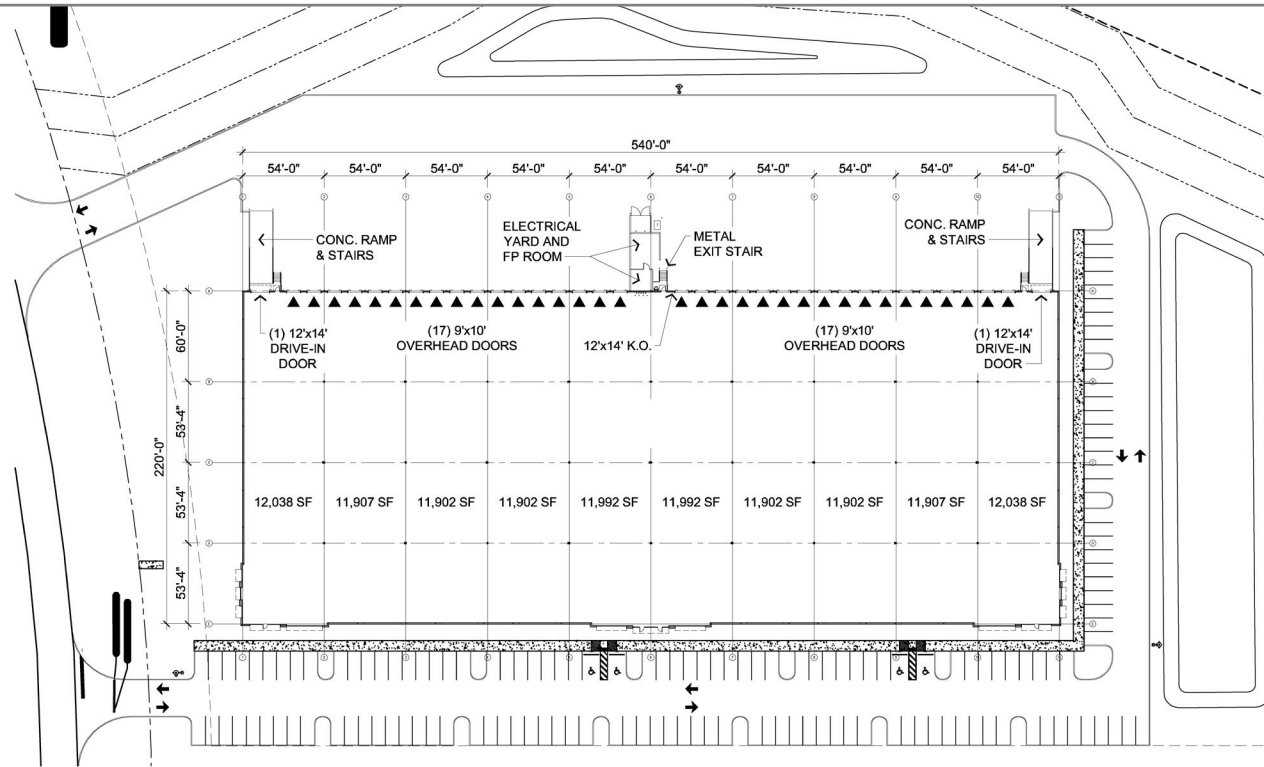 540'-0"
54'-0" 54'-0" 54'-0" 54'-0" 54'-0" 54'-0" 54'-0" 54'-0" 54'-0" 54'-0"
CONC. RAMP
& STAIRS
ELECTRICAL
YARD AND
FP ROOM
METAL
EXIT STAIR
CONC. RAMP
& STAIRS
(1) 12'x14'
DRIVE-IN
DOOR
(17) 9'x10'
OVERHEAD DOORS
12'x14' K.O.
(17) 9'x10'
OVERHEAD DOORS
(1) 12'x14'
DRIVE-IN
DOOR
220'-0"
60'-0"
53'-4"
53'-4"
53'-4"
12,038 SF 11,907 SF 11,902 SF 11,902 SF 11,992 SF 11,992 SF 11,902 SF 11,902 SF 11,907 SF 12,038 SF